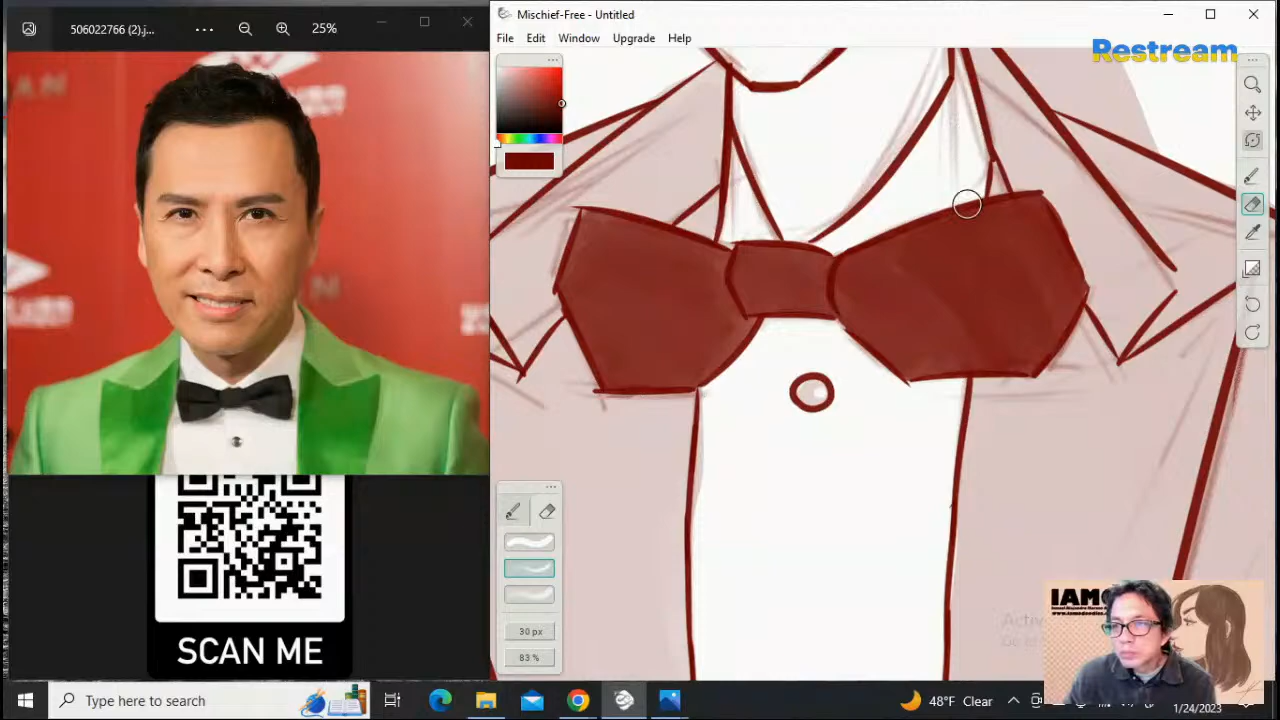 506022766 (2).j...
25%
Mischief-Free - Untitled
File Edit Window Upgrade Help
Restream
30 px
83 %
SCAN ME
IAM
Type here to search
48°F Clear
1/24/2023